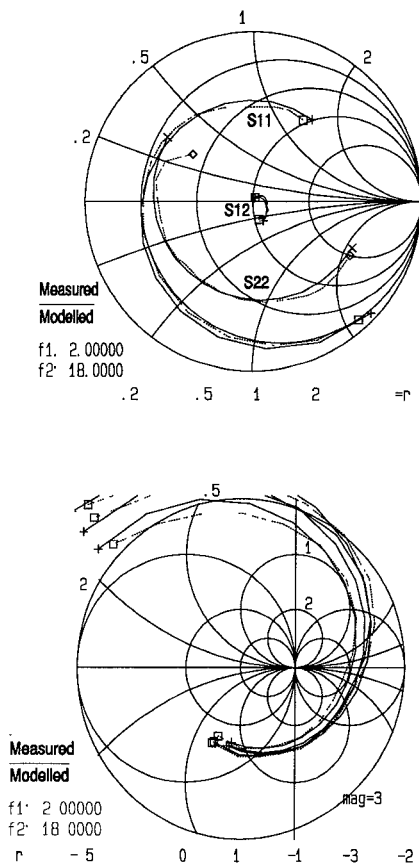 1
.5
2
S11
.2
S12
S22
Measured
Modelled
f1. 2.00000
f2· 18.0000
.2 .5 1 2 =r
.5
1
2
2
Measured
Modelled
mag=3
f1· 2 00000
f2· 18 0000
r -5 0 1 -3 -2